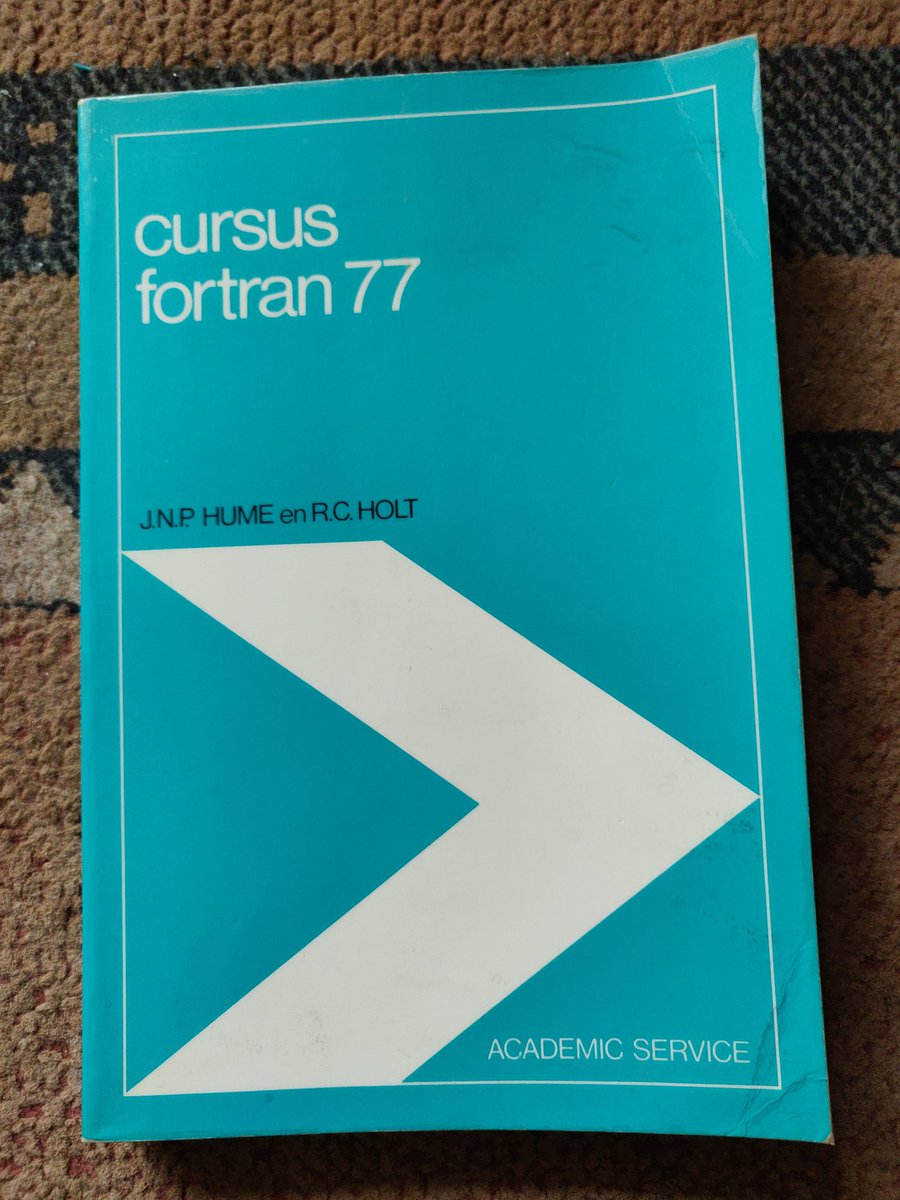 cursus
fortran 77
J.N.P. HUME en R.C. HOLT
ACADEMIC SERVICE